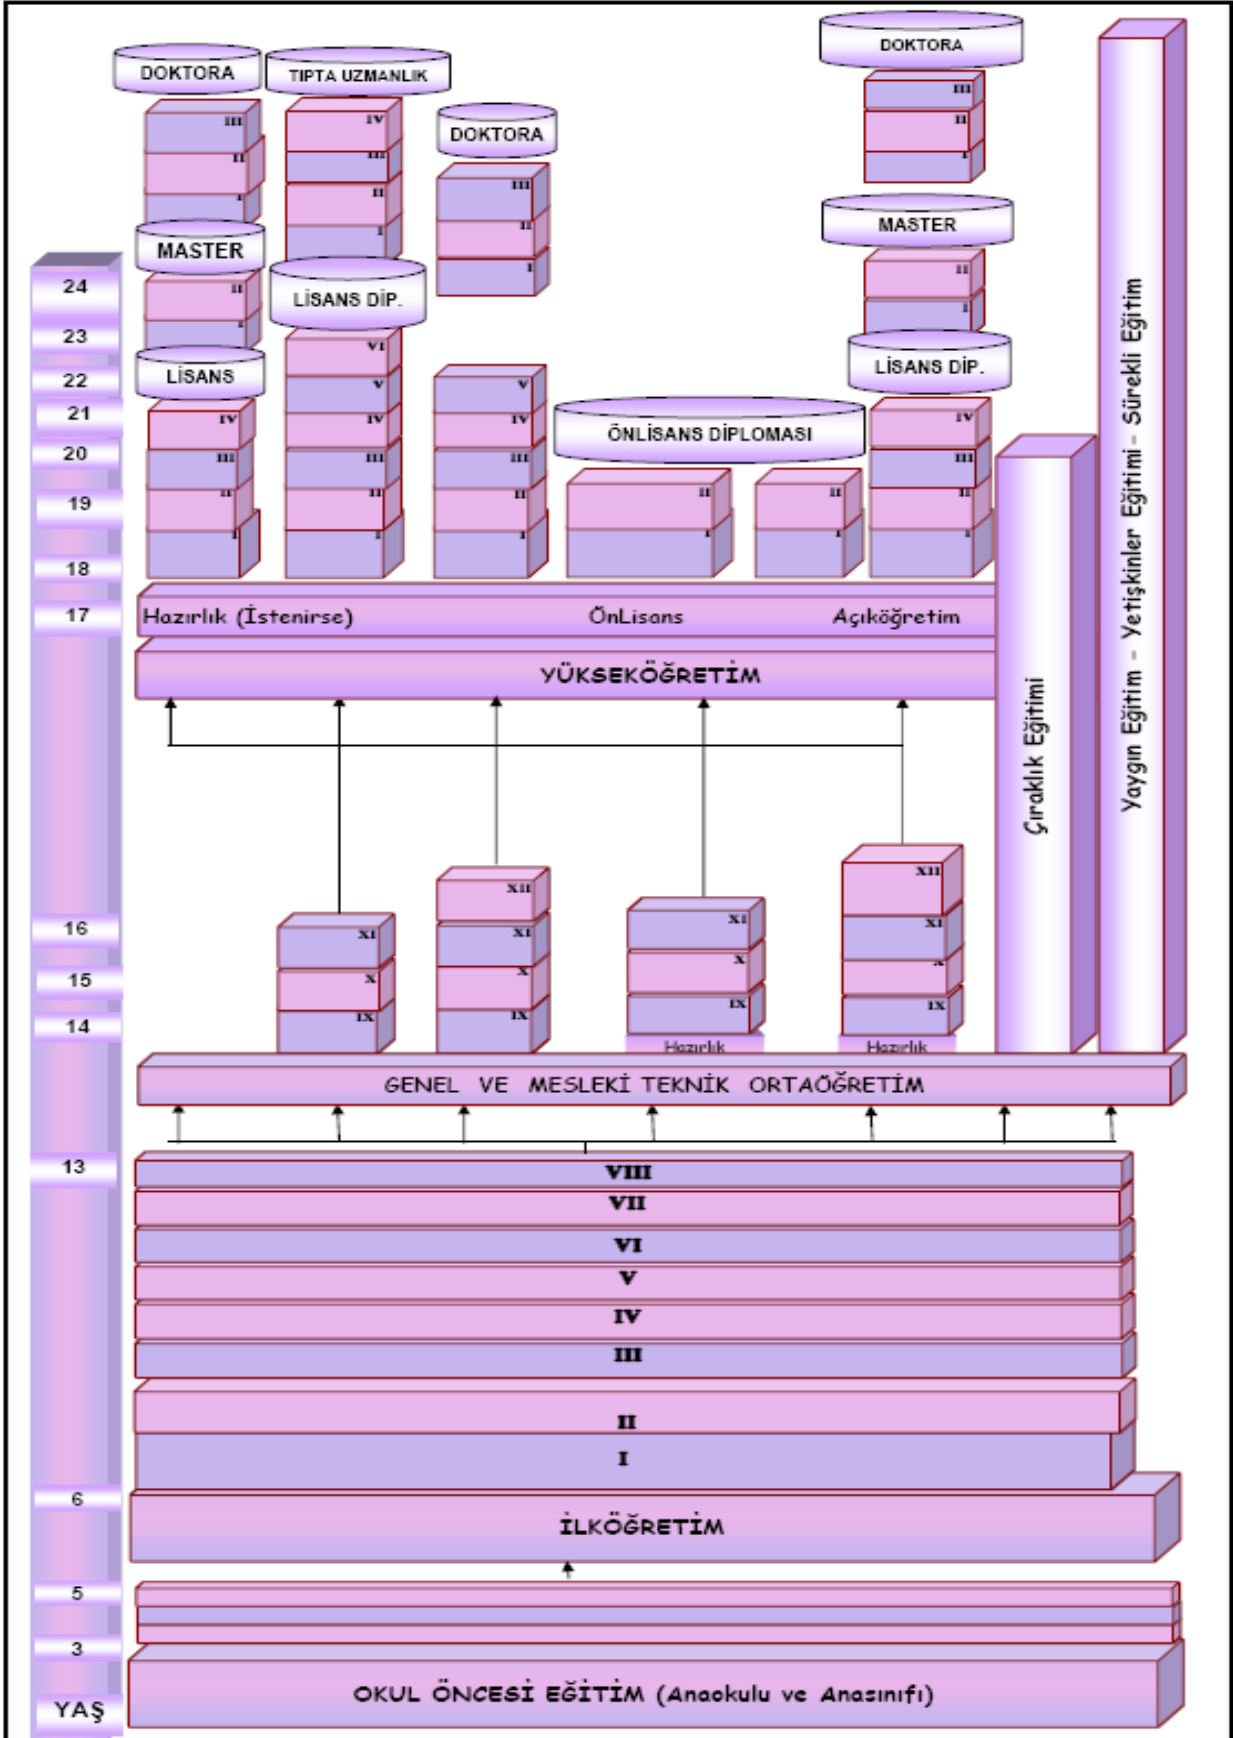 DOKTORA
TIPTA UZMANLIK
DOKTORA
DOKTORA
III
II
I
IV
III
II
I
III
II
I
III
II
I
MASTER
LİSANS DİP.
MASTER
24
II
I
II
I
23
LİSANS
VI
LİSANS DİP.
22
V
V
21
IV
IV
IV
ÖNLİSANS DİPLOMASI
IV
20
III
III
III
III
19
II
II
II
II
II
II
I
I
I
I
I
I
18
17
Hazırlık (İstenirse)
ÖnLisans
Açıköğretim
YÜKSEKÖĞRETİM
Çıraklık Eğitimi
Yaygın Eğitim - Yetişkinler Eğitimi- Sürekli Eğitim
XII
XII
16
XI
XI
XI
XI
15
X
X
X
X
14
IX
IX
IX
IX
Hazırlık
Hazırlık
GENEL VE MESLEKİ TEKNİK ORTAÖĞRETİM
13
VIII
VII
VI
V
IV
III
II
I
6
İLKÖĞRETİM
5
3
OKUL ÖNCESİ EĞİTİM (Anaokulu ve Anasınıfı)
YAŞ